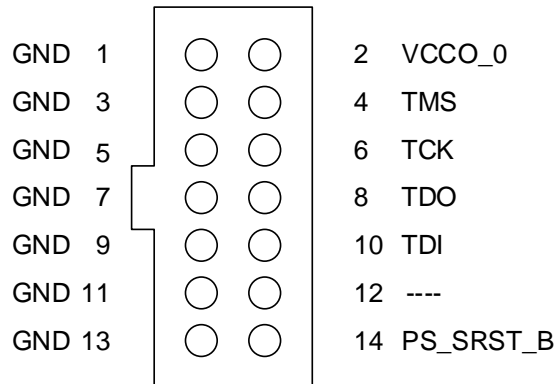 GND 1 2 VCCO_0
GND 3 4 TMS
GND 5 6 TCK
GND 7 8 TDO
GND 9 10 TDI
GND 11 12 ----
GND 13 14 PS_SRST_B